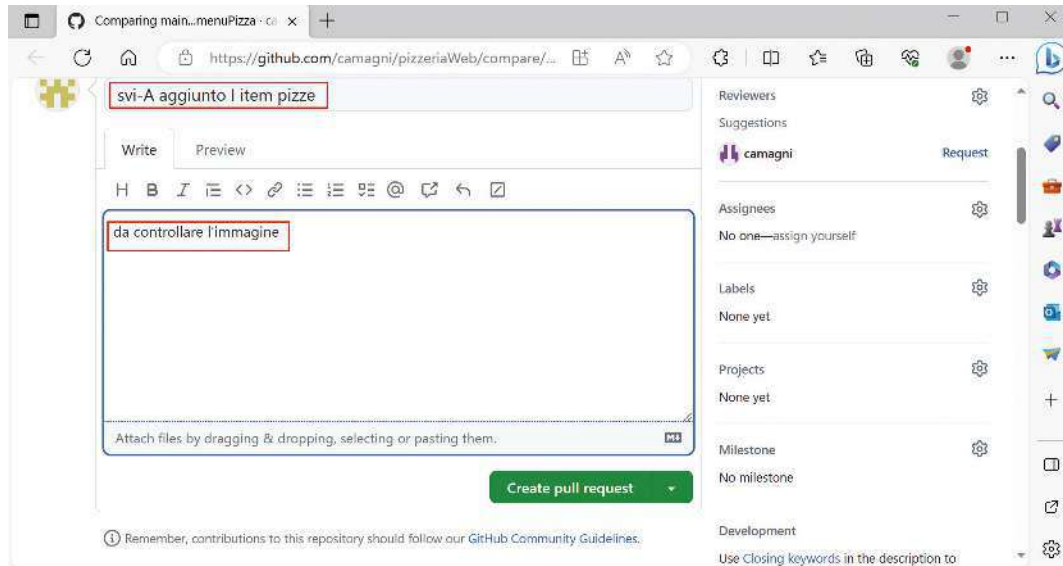 Comparing main...menuPizza · ca
https://github.com/camagni/pizzeriaWeb/compare/...
svi-A aggiunto l item pizze
Write Preview
da controllare l'immagine
Attach files by dragging & dropping, selecting or pasting them.
Create pull request
Remember, contributions to this repository should follow our GitHub Community Guidelines.
Reviewers
Suggestions
camagni Request
Assignees
No one—assign yourself
Labels
None yet
Projects
None yet
Milestone
No milestone
Development
Use Closing keywords in the description to